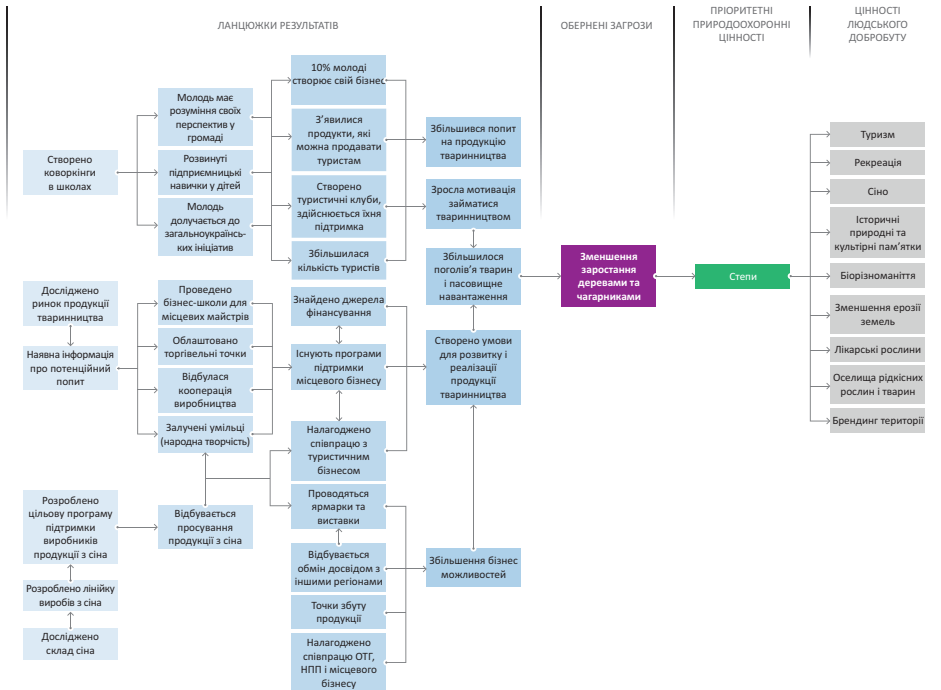 ЛАНЦЮЖКИ РЕЗУЛЬТАТІВ
ОБЕРНЕНІ ЗАГРОЗИ
ПРІОРИТЕТНІ
ПРИРОДООХОРОННІ
ЦІННОСТІ
ЦІННОСТІ
ЛЮДСЬКОГО
ДОБРОБУТУ
Створено
коворкінги
в школах
Досліджено
ринок продукції
тваринництва
Наявна інформація
про потенційний
попит
Розроблено
цільову програму
підтримки
виробників
продукції з сіна
Розроблено лінійку
виробів з сіна
Досліджено
склад сіна
Молодь має
розуміння своїх
перспектив у
громаді
Розвинуті
підприємницькі
навички у дітей
Молодь
долучається до
загальноукраїнсь-
ких ініціатив
Проведено
бізнес-школи для
місцевих майстрів
Облаштовано
торгівельні точки
Відбулася
кооперація
виробництва
Залучені умільці
(народна творчість)
Відбувається
просування
продукції з сіна
10% молоді
створює свій бізнес
З’явилися
продукти, які
можна продавати
туристам
Створено
туристичні клуби,
здійснюється їхня
підтримка
Збільшилася
кількість туристів
Знайдено джерела
фінансування
Існують програми
підтримки
місцевого бізнесу
Налагоджено
співпрацю з
туристичним
бізнесом
Проводяться
ярмарки та
виставки
Відбувається
обмін досвідом з
іншими регіонами
Точки збуту
продукції
Налагоджено
співпрацю ОТГ,
НПП і місцевого
бізнесу
Збільшився попит
на продукцію
тваринництва
Зросла мотивація
займатися
тваринництвом
Збільшилося
поголів’я тварин
і пасовищне
навантаження
Створено умови
для розвитку і
реалізації
продукції
тваринництва
Збільшення бізнес
можливостей
Зменшення
заростання
деревами та
чагарниками
Степи
Туризм
Рекреація
Сіно
Історичні
природні та
культірні пам’ятки
Біорізноманіття
Зменшення ерозії
земель
Лікарські рослини
Оселища рідкісних
рослин і тварин
Брендинг території